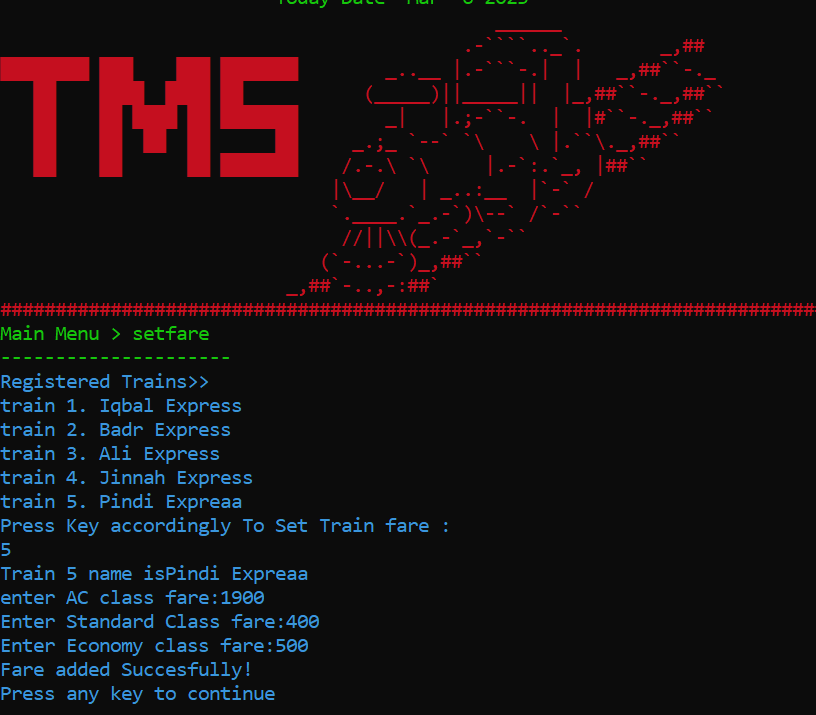 Today Date Mar 6 2023
TMS
################################################################################
Main Menu > setfare
---------------------
Registered Trains>>
train 1. Iqbal Express
train 2. Badr Express
train 3. Ali Express
train 4. Jinnah Express
train 5. Pindi Expreaa
Press Key accordingly To Set Train fare :
5
Train 5 name isPindi Expreaa
enter AC class fare:1900
Enter Standard Class fare:400
Enter Economy class fare:500
Fare added Succesfully!
Press any key to continue